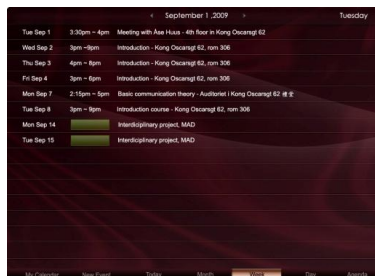 < September 1 ,2009 > Tuesday
Tue Sep 1 3:30pm ~ 4pm Meeting with Åse Huus - 4th floor in Kong Oscarsgt 62
Wed Sep 2 3pm ~9pm Introduction - Kong Oscarsgt 62, rom 306
Thu Sep 3 4pm ~ 8pm Introduction - Kong Oscarsgt 62, rom 306
Fri Sep 4 3pm ~ 6pm Introduction - Kong Oscarsgt 62, rom 306
Mon Sep 7 2:15pm ~ 5pm Basic communication theory - Auditoriet i Kong Oscarsgt 62 禮堂
Tue Sep 8 3pm ~ 9pm Introduction course - Kong Oscarsgt 62, rom 306
Mon Sep 14 Interdiciplinary project, MAD
Tue Sep 15 Interdiciplinary project, MAD
My Calender New Event Today Month Week Day Agenda